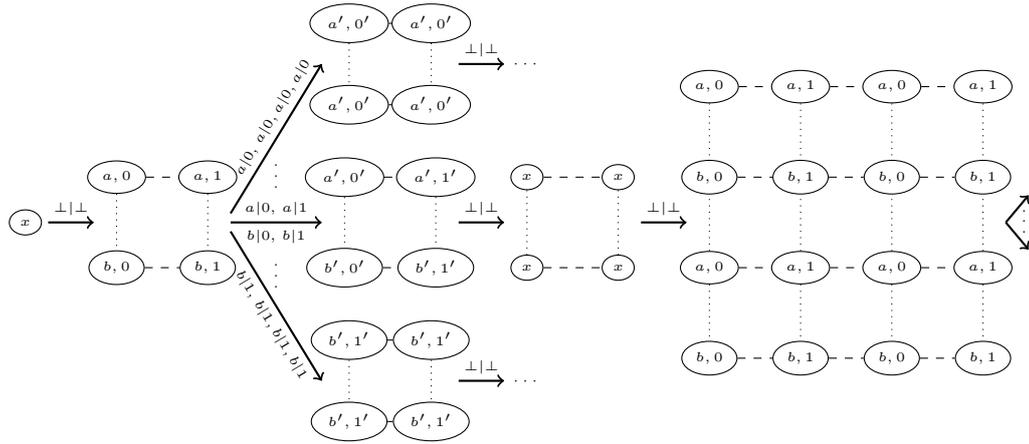 x
⊥|⊥
a, 0 a, 1
b, 0 b, 1
a|0, a|0, a|0, a|0
a|0, a|1
b|0, b|1
b|1, b|1, b|1, b|1
a′, 0′ a′, 0′
a′, 0′ a′, 0′
⊥|⊥ ···
a′, 0′ a′, 1′
b′, 0′ b′, 1′
⊥|⊥
b′, 1′ b′, 1′
b′, 1′ b′, 1′
⊥|⊥ ···
x x
x x
⊥|⊥
a, 0 a, 1 a, 0 a, 1
b, 0 b, 1 b, 0 b, 1
a, 0 a, 1 a, 0 a, 1
b, 0 b, 1 b, 0 b, 1